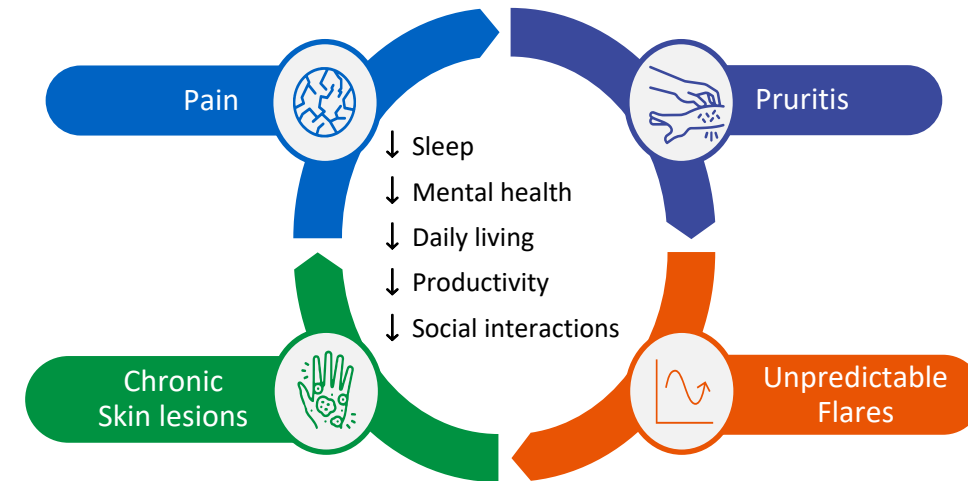 Pain
Pruritis
↓ Sleep
↓ Mental health
↓ Daily living
↓ Productivity
↓ Social interactions
Chronic
Skin lesions
Unpredictable
Flares